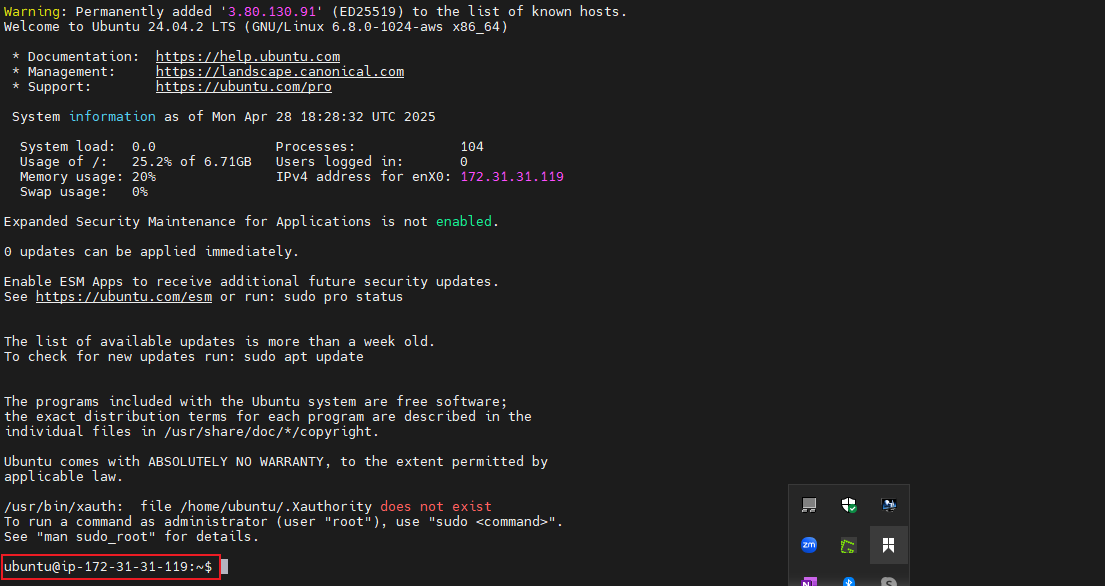 Warning: Permanently added '3.80.130.91' (ED25519) to the list of known hosts.
Welcome to Ubuntu 24.04.2 LTS (GNU/Linux 6.8.0-1024-aws x86_64)
* Documentation:  https://help.ubuntu.com
* Management:     https://landscape.canonical.com
* Support:        https://ubuntu.com/pro
System information as of Mon Apr 28 18:28:32 UTC 2025
System load:  0.0               Processes:             104
Usage of /:   25.2% of 6.71GB   Users logged in:       0
Memory usage: 20%               IPv4 address for enX0: 172.31.31.119
Swap usage:   0%
Expanded Security Maintenance for Applications is not enabled.
0 updates can be applied immediately.
Enable ESM Apps to receive additional future security updates.
See https://ubuntu.com/esm or run: sudo pro status
The list of available updates is more than a week old.
To check for new updates run: sudo apt update
The programs included with the Ubuntu system are free software;
the exact distribution terms for each program are described in the
individual files in /usr/share/doc/*/copyright.
Ubuntu comes with ABSOLUTELY NO WARRANTY, to the extent permitted by
applicable law.
/usr/bin/xauth:  file /home/ubuntu/.Xauthority does not exist
To run a command as administrator (user "root"), use "sudo <command>".
See "man sudo_root" for details.
ubuntu@ip-172-31-31-119:~$
zm
N
S